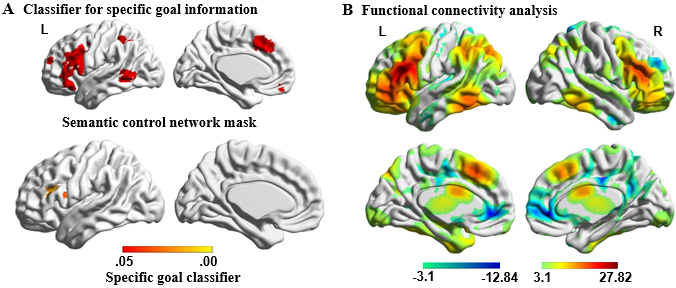 A Classifier for specific goal information
L
Semantic control network mask
.05 .00
Specific goal classifier
B Functional connectivity analysis
L R
-3.1 -12.84 3.1 27.82